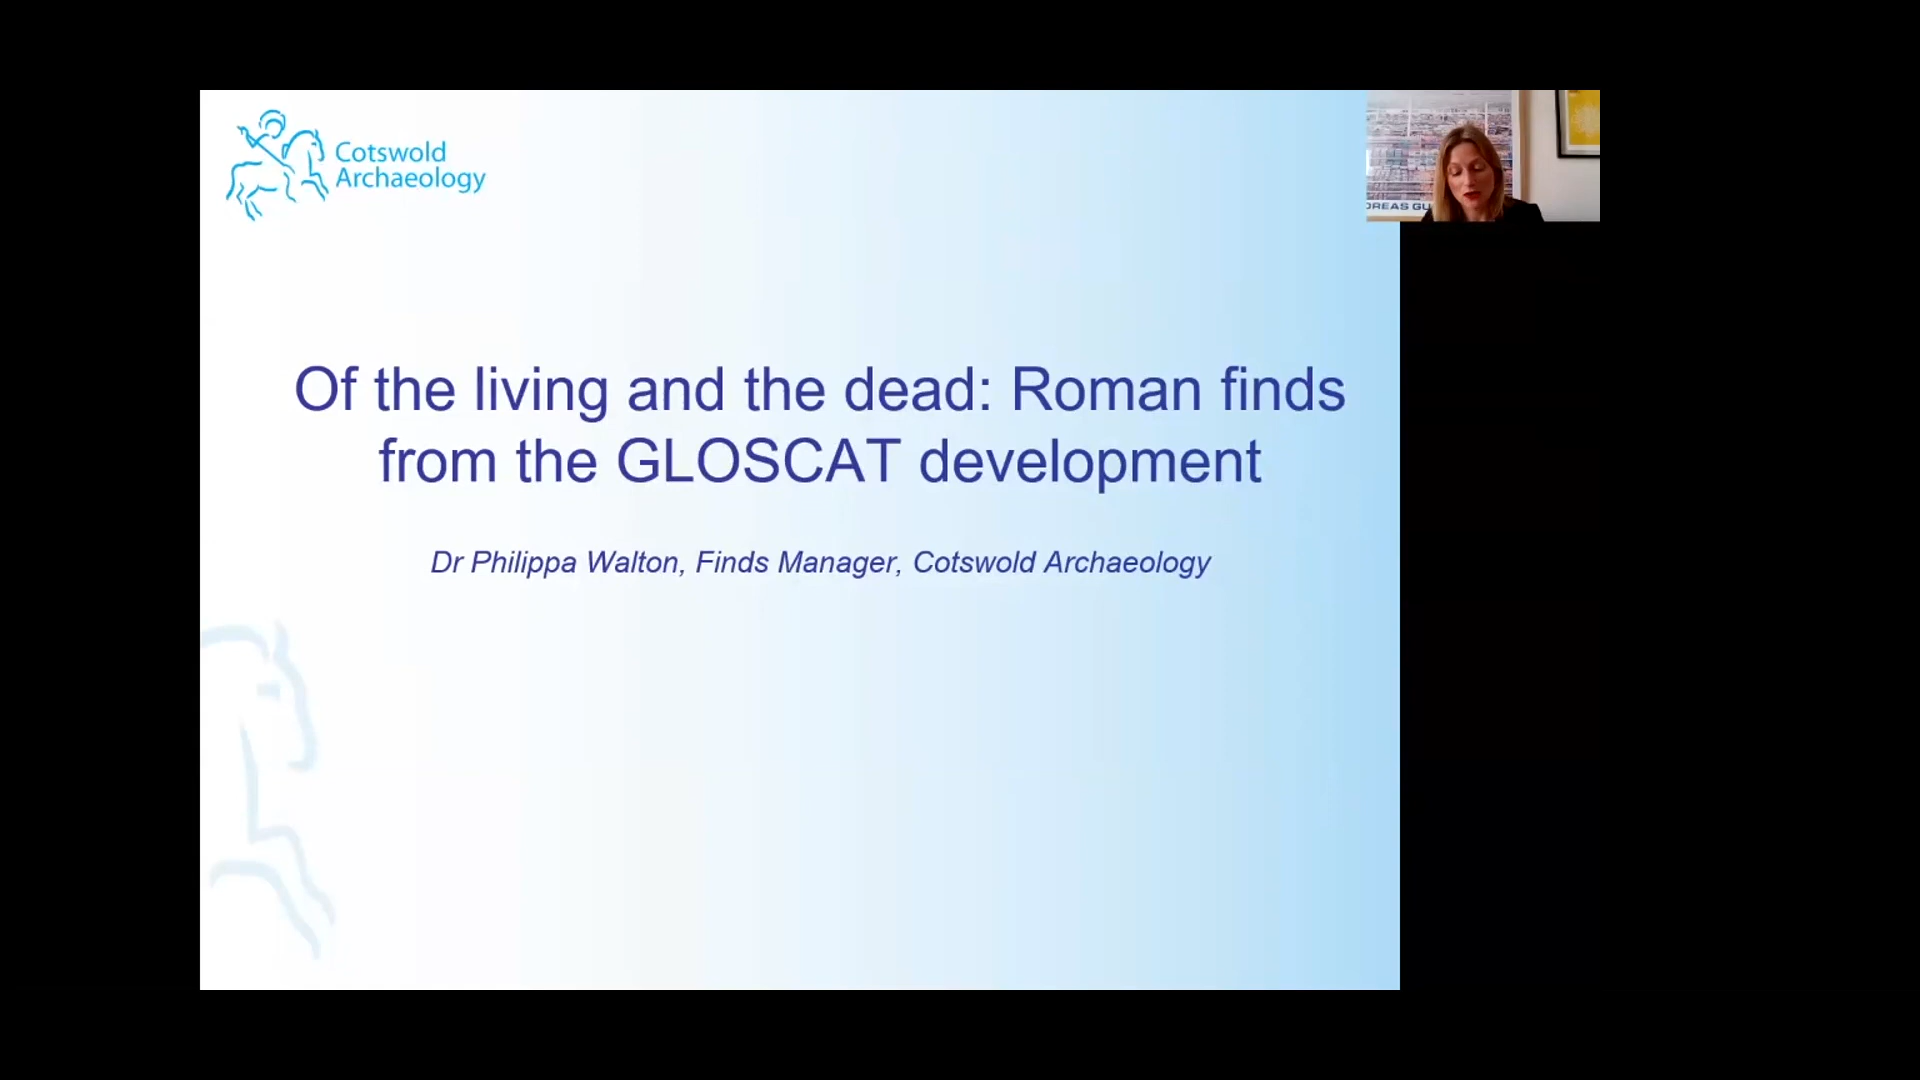 Cotswold
Archaeology
Of the living and the dead: Roman finds
from the GLOSCAT development
Dr Philippa Walton, Finds Manager, Cotswold Archaeology